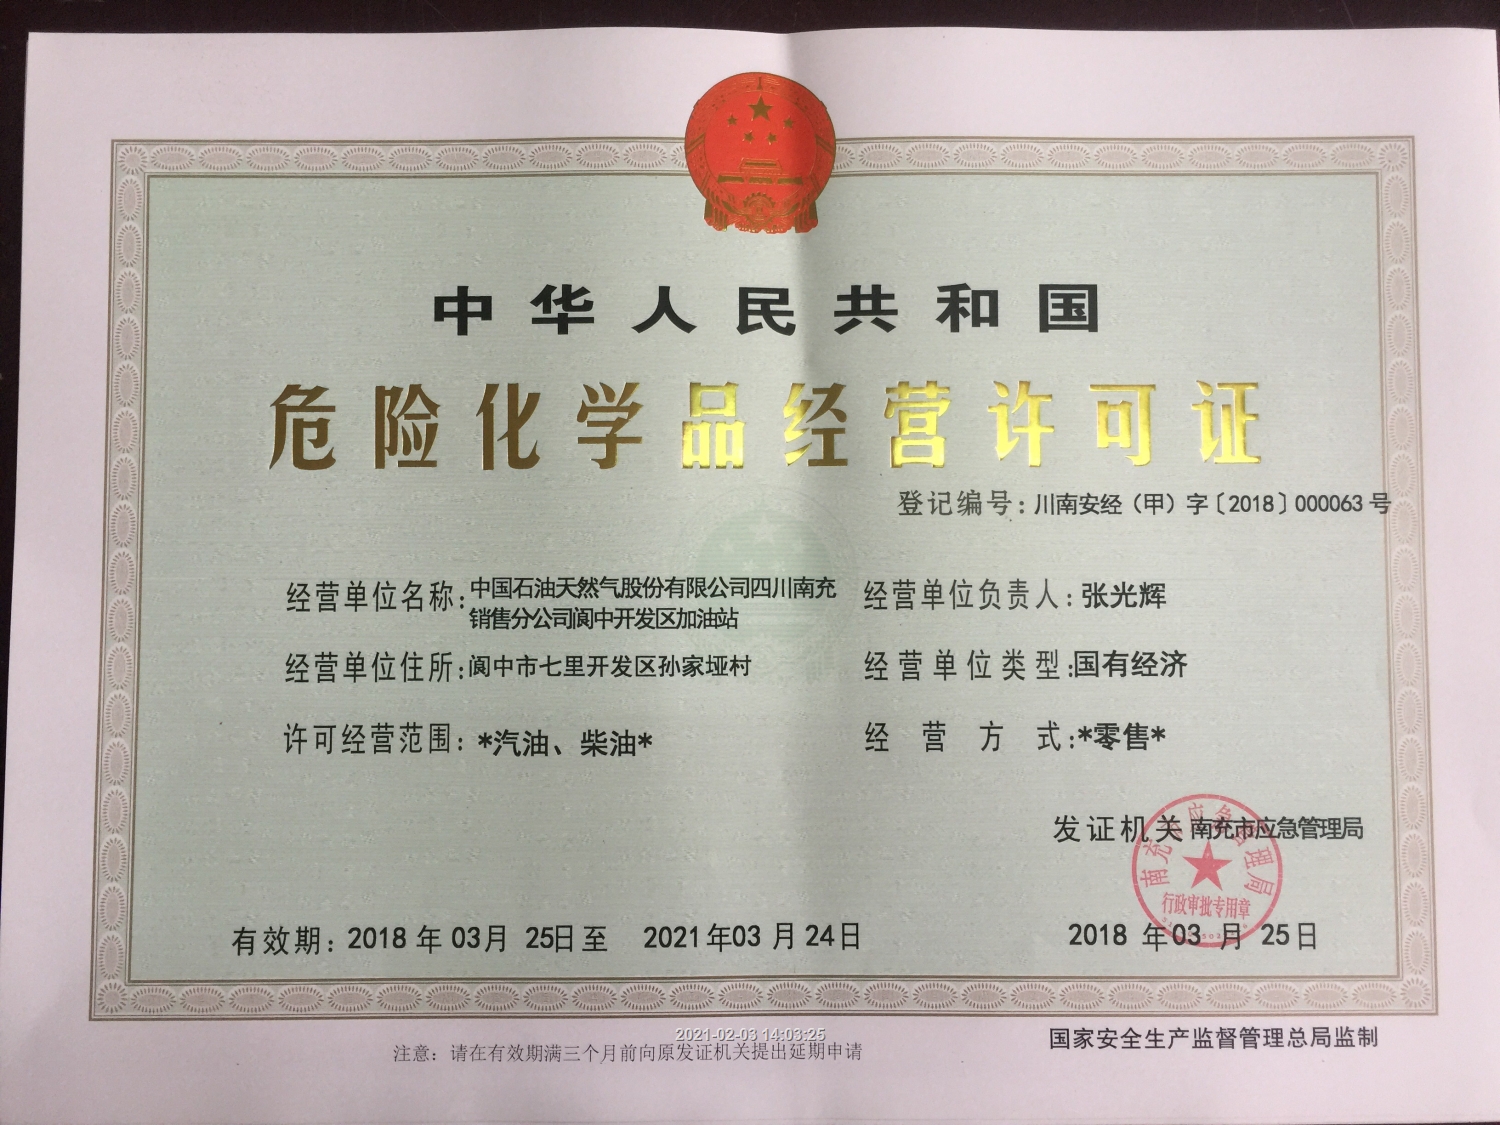 中华人民共和国
危险化学品经营许可证
登记编号：川南安经（甲）字〔2018〕000063号
经营单位名称：中国石油天然气股份有限公司四川南充
销售分公司阆中开发区加油站
经营单位负责人：张光辉
经营单位住所：阆中市七里开发区孙家垭村
经营单位类型：国有经济
许可经营范围：*汽油、柴油*
经营方式：*零售*
发证机关 南充市应急管理局
南充市应急管理局
行政审批专用章
有效期：2018年03月25日至2021年03月24日
2018年03月25日
2021-02-03 14:03:25
注意：请在有效期满三个月前向原发证机关提出延期申请
国家安全生产监督管理总局监制